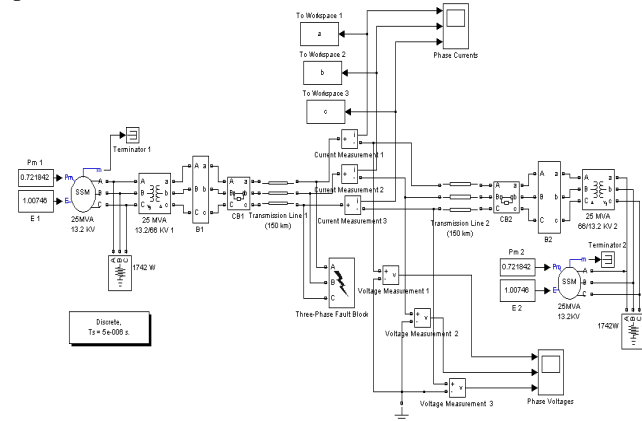 To Workspace 1
a
To Workspace 2
b
To Workspace 3
c
Phase Currents
Pm 1
0.721842
Pm
1.00746
E
E 1
m
SSM
A
B
C
25MVA
13.2 KV
Terminator 1
A a
B b
C c
25 MVA
13.2/66 KV 1
A B C
1742 W
A a
B b
C c
B1
A a
B b
C c
CB1
Transmission Line 1
(150 km)
+ i
-
Current Measurement 1
+ i
-
Current Measurement 2
+ i
-
Current Measurement 3
A
B
C
Three-Phase Fault Block
Transmission Line 2
(150 km)
A a
B b
C c
CB2
A a
B b
C c
B2
A a
B b
C c
25 MVA
66/13.2 KV 2
Terminator 2
Pm 2
0.721842
Pm
1.00746
E
E 2
m
SSM
A
B
C
25MVA
13.2KV
A B C
1742W
+ v
-
Voltage Measurement 1
+ v
-
Voltage Measurement 2
+ v
-
Voltage Measurement 3
Phase Voltages
Discrete,
Ts = 5e-006 s.